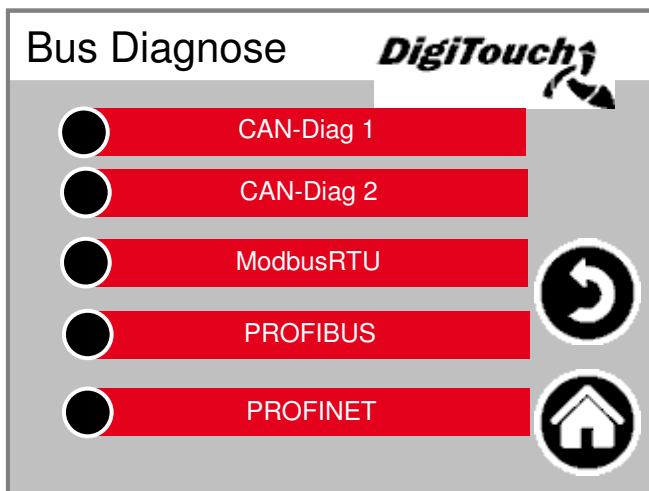 Bus Diagnose
DigiTouch
CAN-Diag 1
CAN-Diag 2
ModbusRTU
PROFIBUS
PROFINET